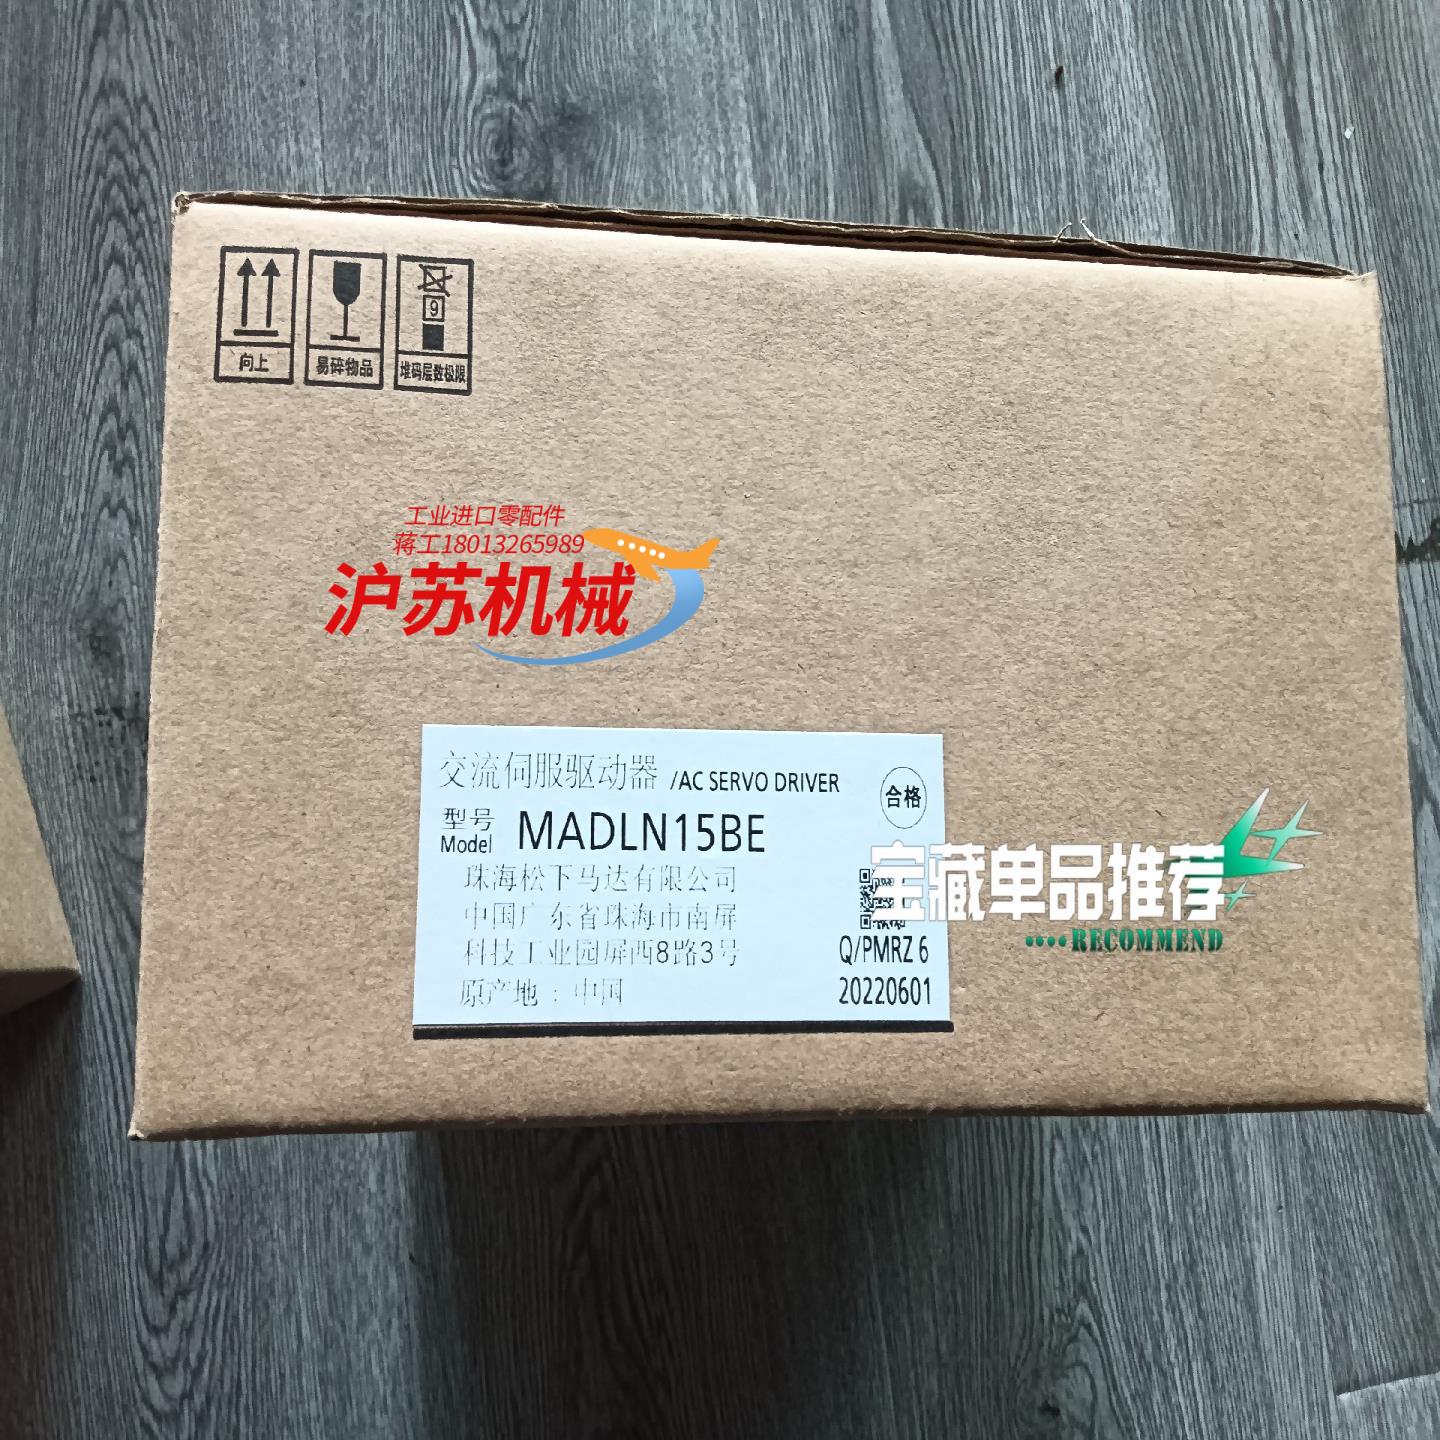 向上
易碎物品
9
堆码层数极限
工业进口零配件
蒋工18013265989
沪苏机械
交流伺服驱动器 /AC SERVO DRIVER
合格
型号
Model MADLN15BE
珠海松下马达有限公司
中国广东省珠海市南屏
科技工业园屏西8路3号
原产地：中国
Q/PMRZ 6
20220601
宝藏单品推荐
RECOMMEND